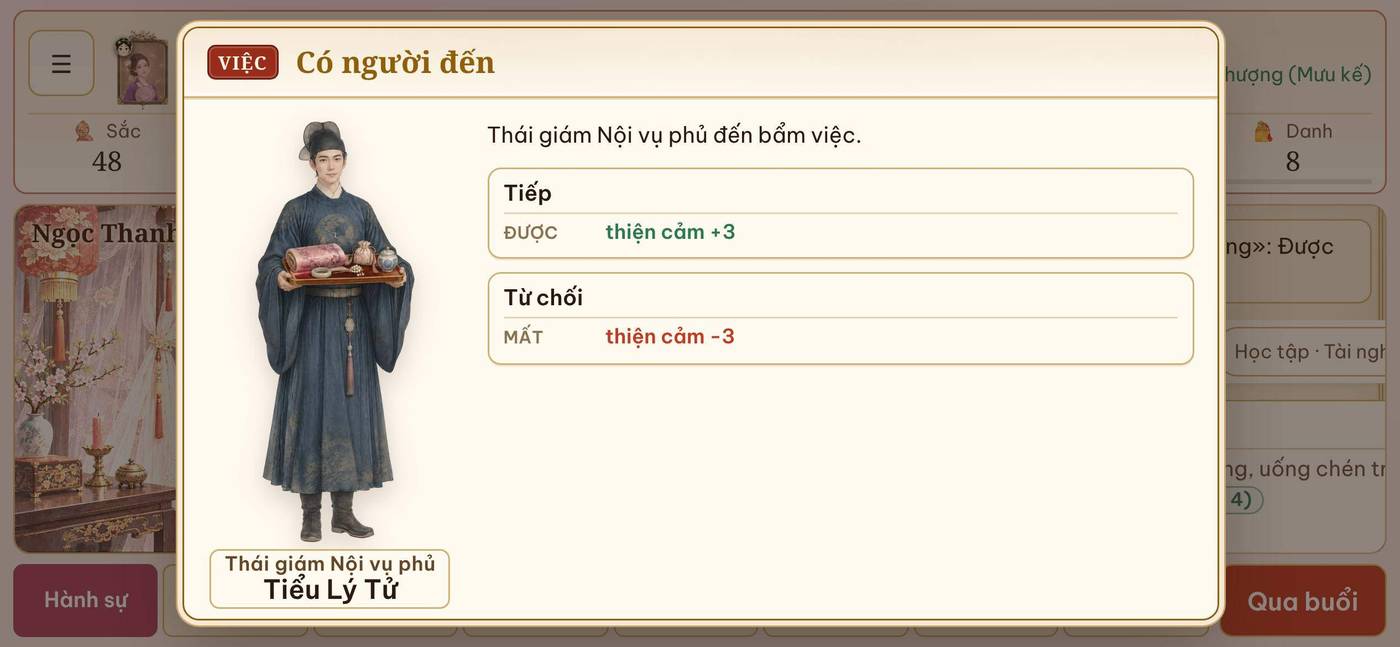 ☰
hượng (Mưu kế)
Sắc
48
Danh
8
Ngọc Thanh
VIỆC Có người đến
Thái giám Nội vụ phủ đến bẩm việc.
Tiếp
ĐƯỢC thiện cảm +3
Từ chối
MẤT thiện cảm -3
Thái giám Nội vụ phủ
Tiểu Lý Tử
ng»: Được
Học tập · Tài ngh
ng, uống chén tr
4)
Hành sự
Qua buổi